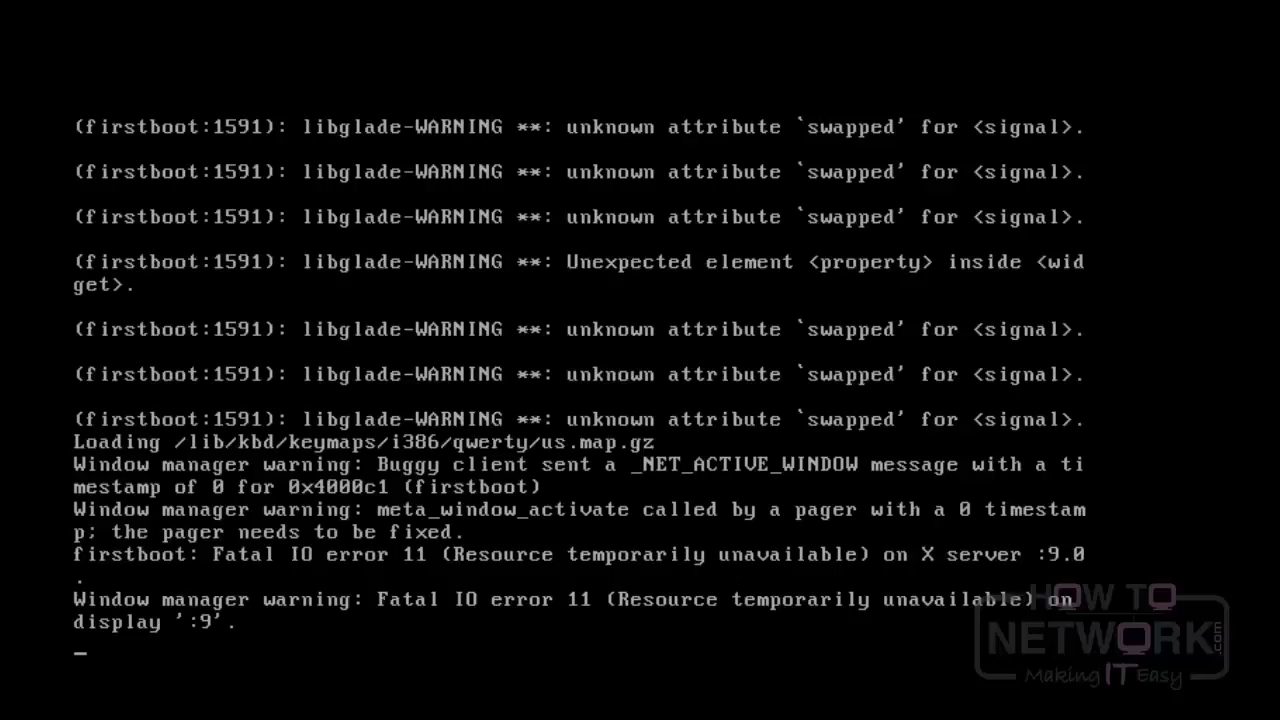 (firstboot:1591): libglade-WARNING **: unknown attribute `swapped' for <signal>.
(firstboot:1591): libglade-WARNING **: unknown attribute `swapped' for <signal>.
(firstboot:1591): libglade-WARNING **: unknown attribute `swapped' for <signal>.
(firstboot:1591): libglade-WARNING **: Unexpected element <property> inside <wid
get>.
(firstboot:1591): libglade-WARNING **: unknown attribute `swapped' for <signal>.
(firstboot:1591): libglade-WARNING **: unknown attribute `swapped' for <signal>.
(firstboot:1591): libglade-WARNING **: unknown attribute `swapped' for <signal>.
Loading /lib/kbd/keymaps/i386/qwerty/us.map.gz
Window manager warning: Buggy client sent a _NET_ACTIVE_WINDOW message with a ti
mestamp of 0 for 0x4000c1 (firstboot)
Window manager warning: meta_window_activate called by a pager with a 0 timestam
p; the pager needs to be fixed.
firstboot: Fatal IO error 11 (Resource temporarily unavailable) on X server :9.0
.
Window manager warning: Fatal IO error 11 (Resource temporarily unavailable) on
display ':9'.
_
HOW TO
NETWORK.com
Making IT Easy